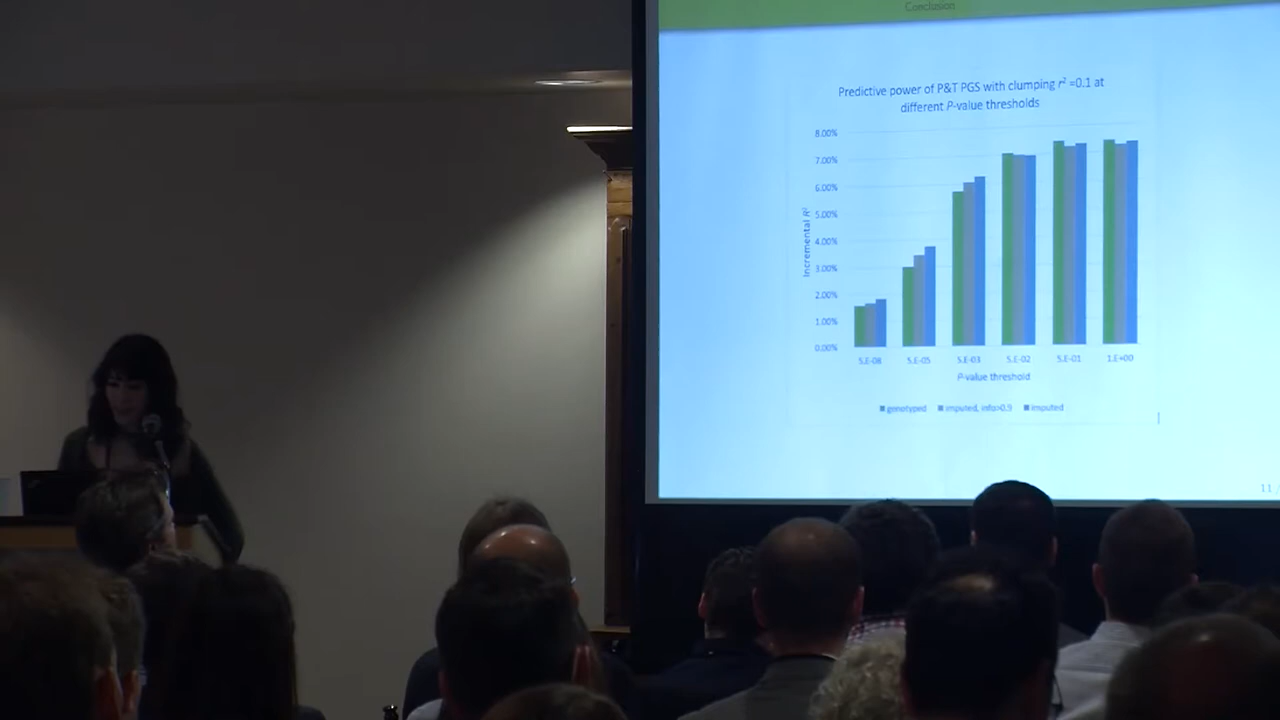 Conclusion
Predictive power of P&T PGS with clumping r² =0.1 at
different P-value thresholds
8.00%
7.00%
6.00%
5.00%
4.00%
3.00%
2.00%
1.00%
0.00%
Incremental R²
5.E-08 5.E-05 5.E-03 5.E-02 5.E-01 1.E+00
P-value threshold
genotyped imputed, info>0.9 imputed
11 /